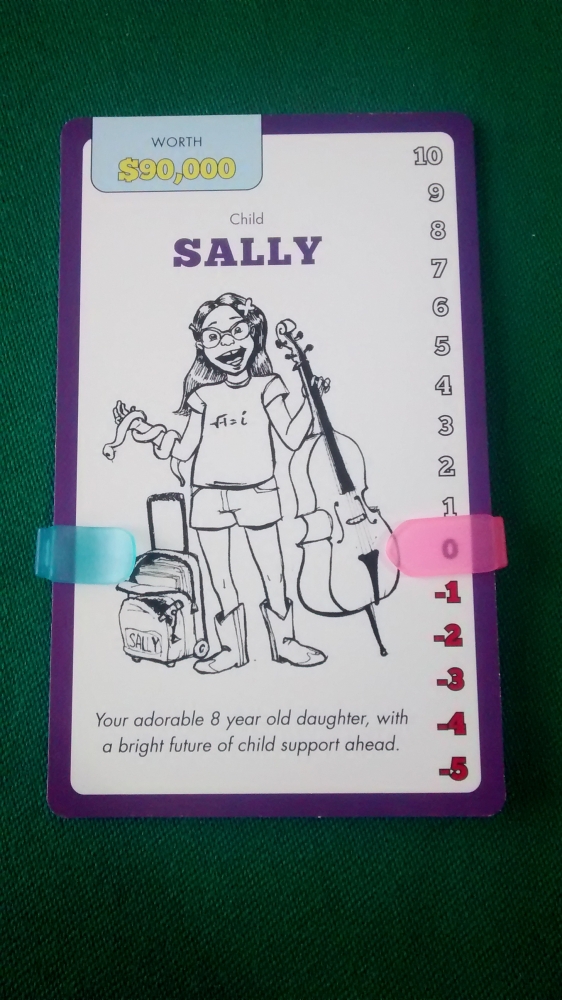 WORTH
$90,000
Child
SALLY
10
9
8
7
6
5
4
3
2
1
0
-1
-2
-3
-4
-5
√-1 = i
SALLY
Your adorable 8 year old daughter, with
a bright future of child support ahead.